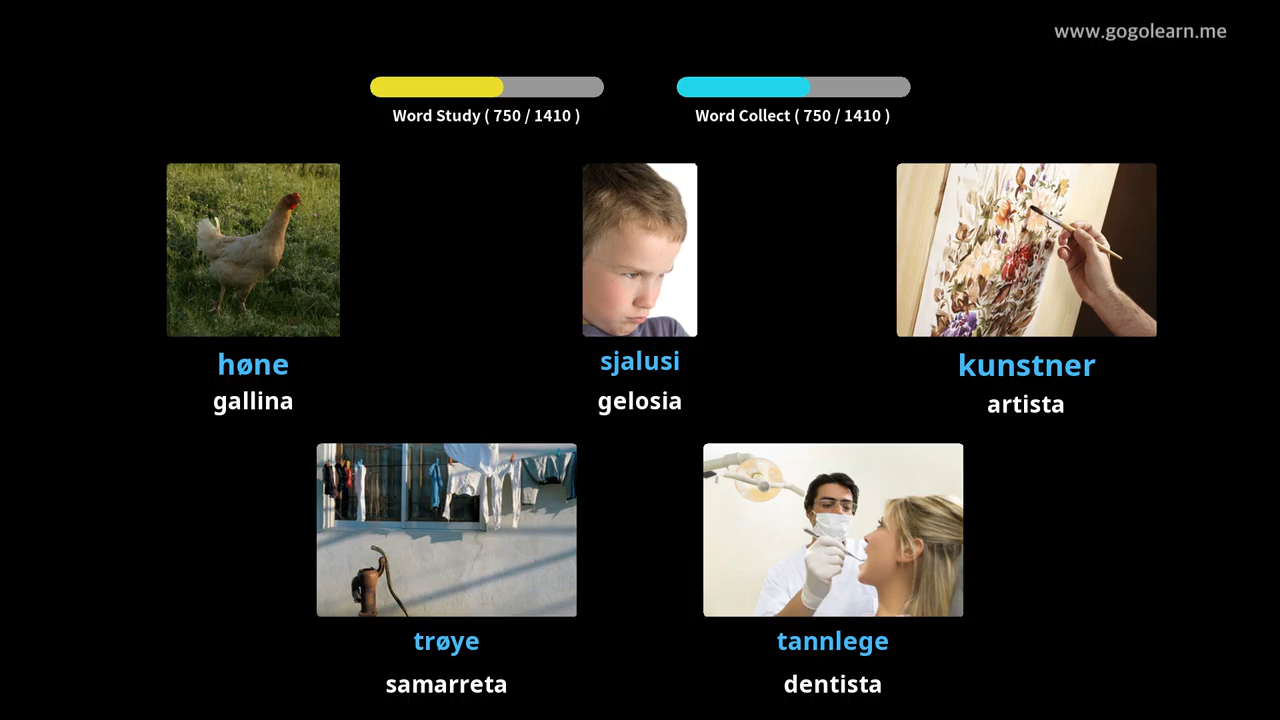 www.gogolearn.me
Word Study ( 750 / 1410 )
Word Collect ( 750 / 1410 )
høne
gallina
sjalusi
gelosia
kunstner
artista
trøye
samarreta
tannlege
dentista